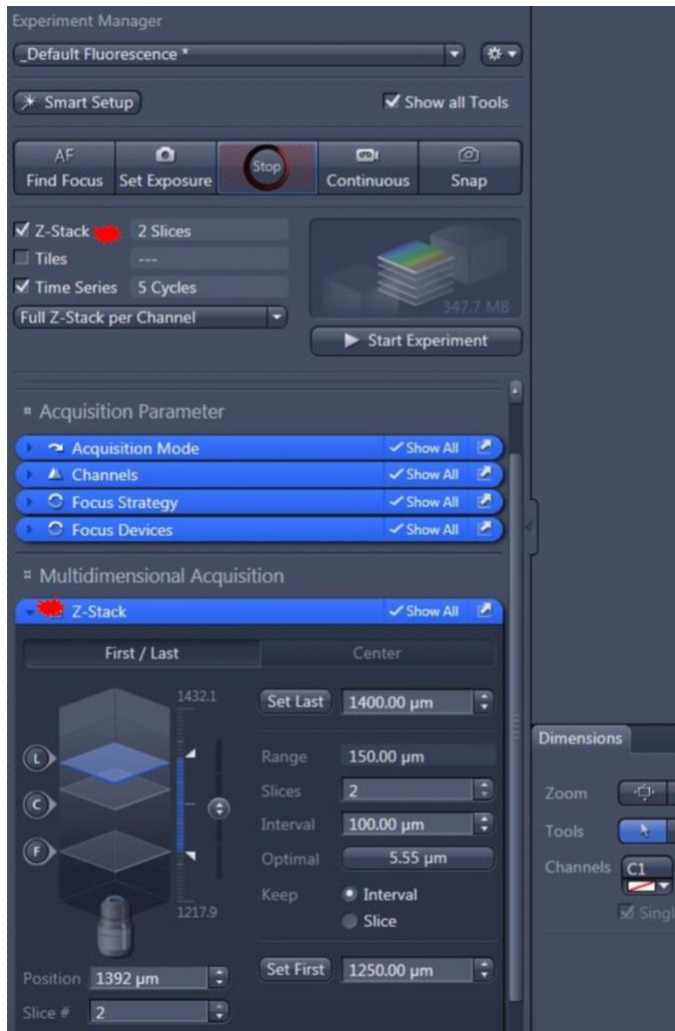 Experiment Manager
_Default Fluorescence *
Smart Setup Show all Tools
AF
Find Focus Set Exposure Stop Continuous Snap
Z-Stack 2 Slices
Tiles ---
Time Series 5 Cycles
347.7 MB
Full Z-Stack per Channel
Start Experiment
Acquisition Parameter
Acquisition Mode Show All
Channels Show All
Focus Strategy Show All
Focus Devices Show All
Multidimensional Acquisition
Z-Stack Show All
First / Last Center
1432.1
Set Last 1400.00 µm
L
Range 150.00 µm
Slices 2
C
Interval 100.00 µm
F
Optimal 5.55 µm
Keep Interval
Slice
1217.9
Set First 1250.00 µm
Position 1392 µm
Slice # 2
Dimensions
Zoom
Tools
Channels C1
Singl